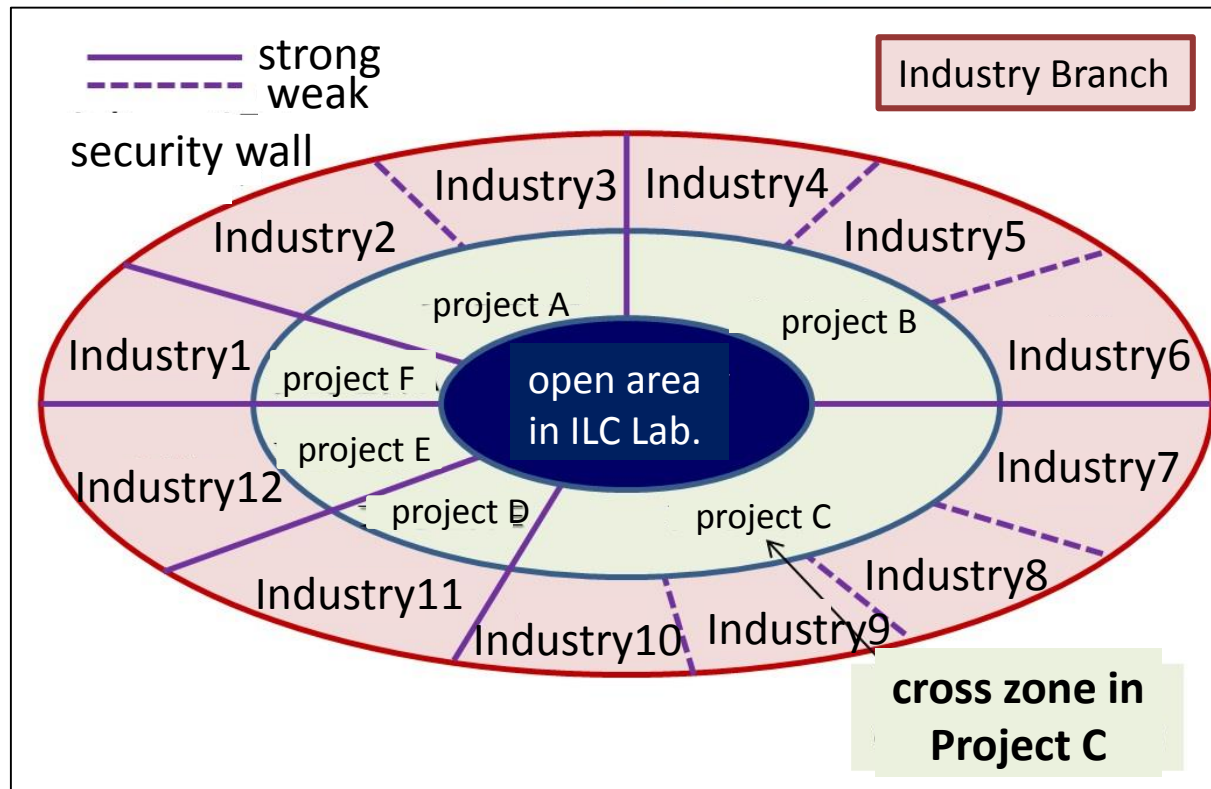 strong
weak
security wall
Industry Branch
Industry3
Industry4
Industry2
Industry5
project A
project B
Industry1
Industry6
project F
open area
in ILC Lab.
project E
Industry12
Industry7
project D
project C
Industry11
Industry8
Industry10
Industry9
cross zone in
Project C